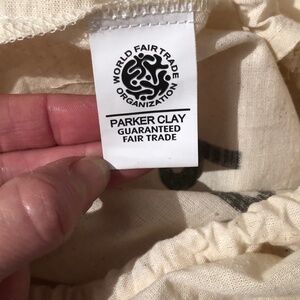 WORLD FAIR TRADE
ORGANIZATION
PARKER CLAY
GUARANTEED
FAIR TRADE